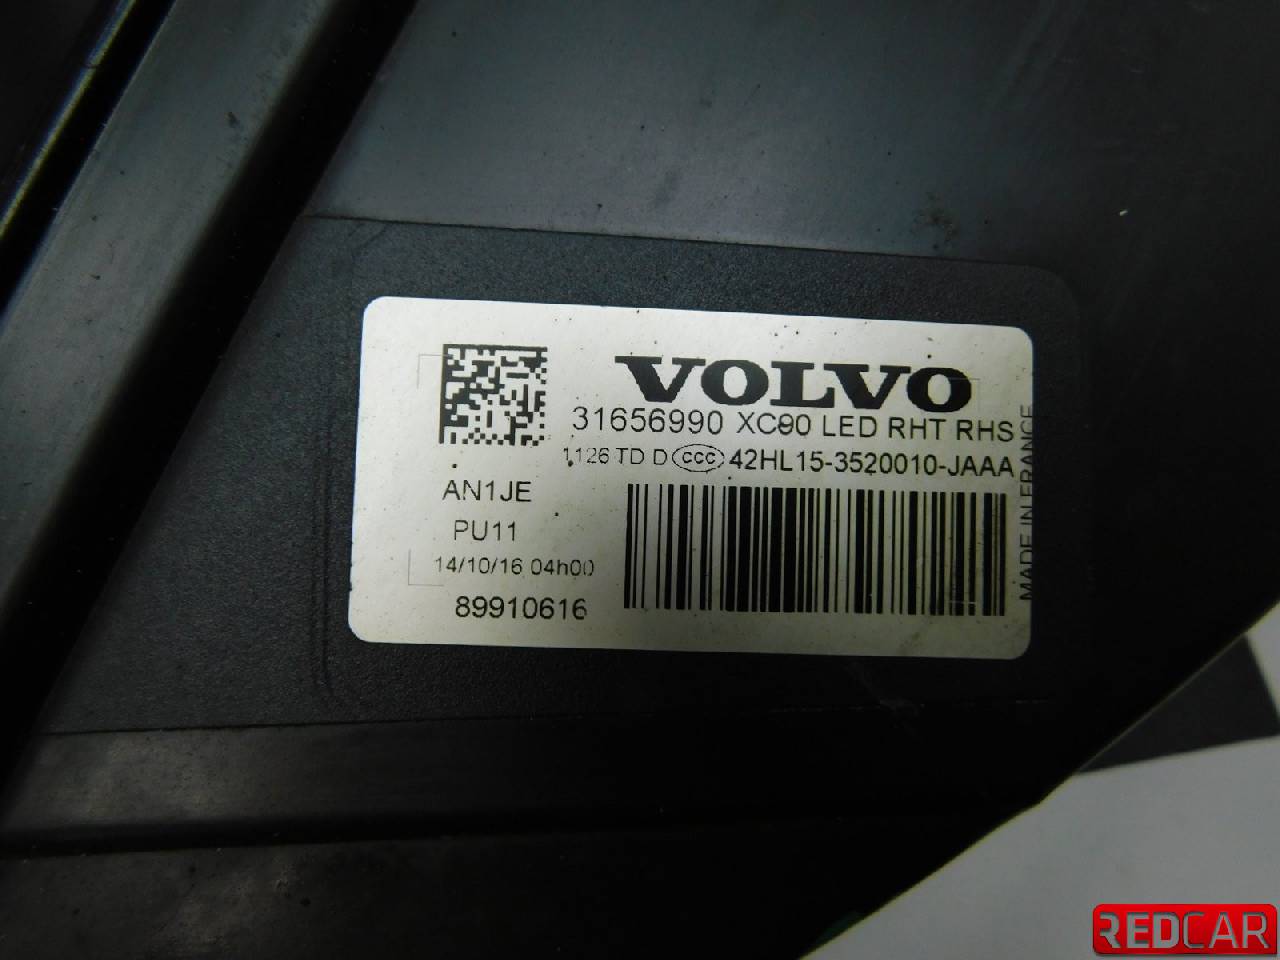 VOLVO
31656990 XC90 LED RHT RHS
1126 TD D CCC 42HL15-3520010-JAAA
AN1JE
PU11
14/10/16 04h00
89910616
MADE IN FRANCE
REDCAR